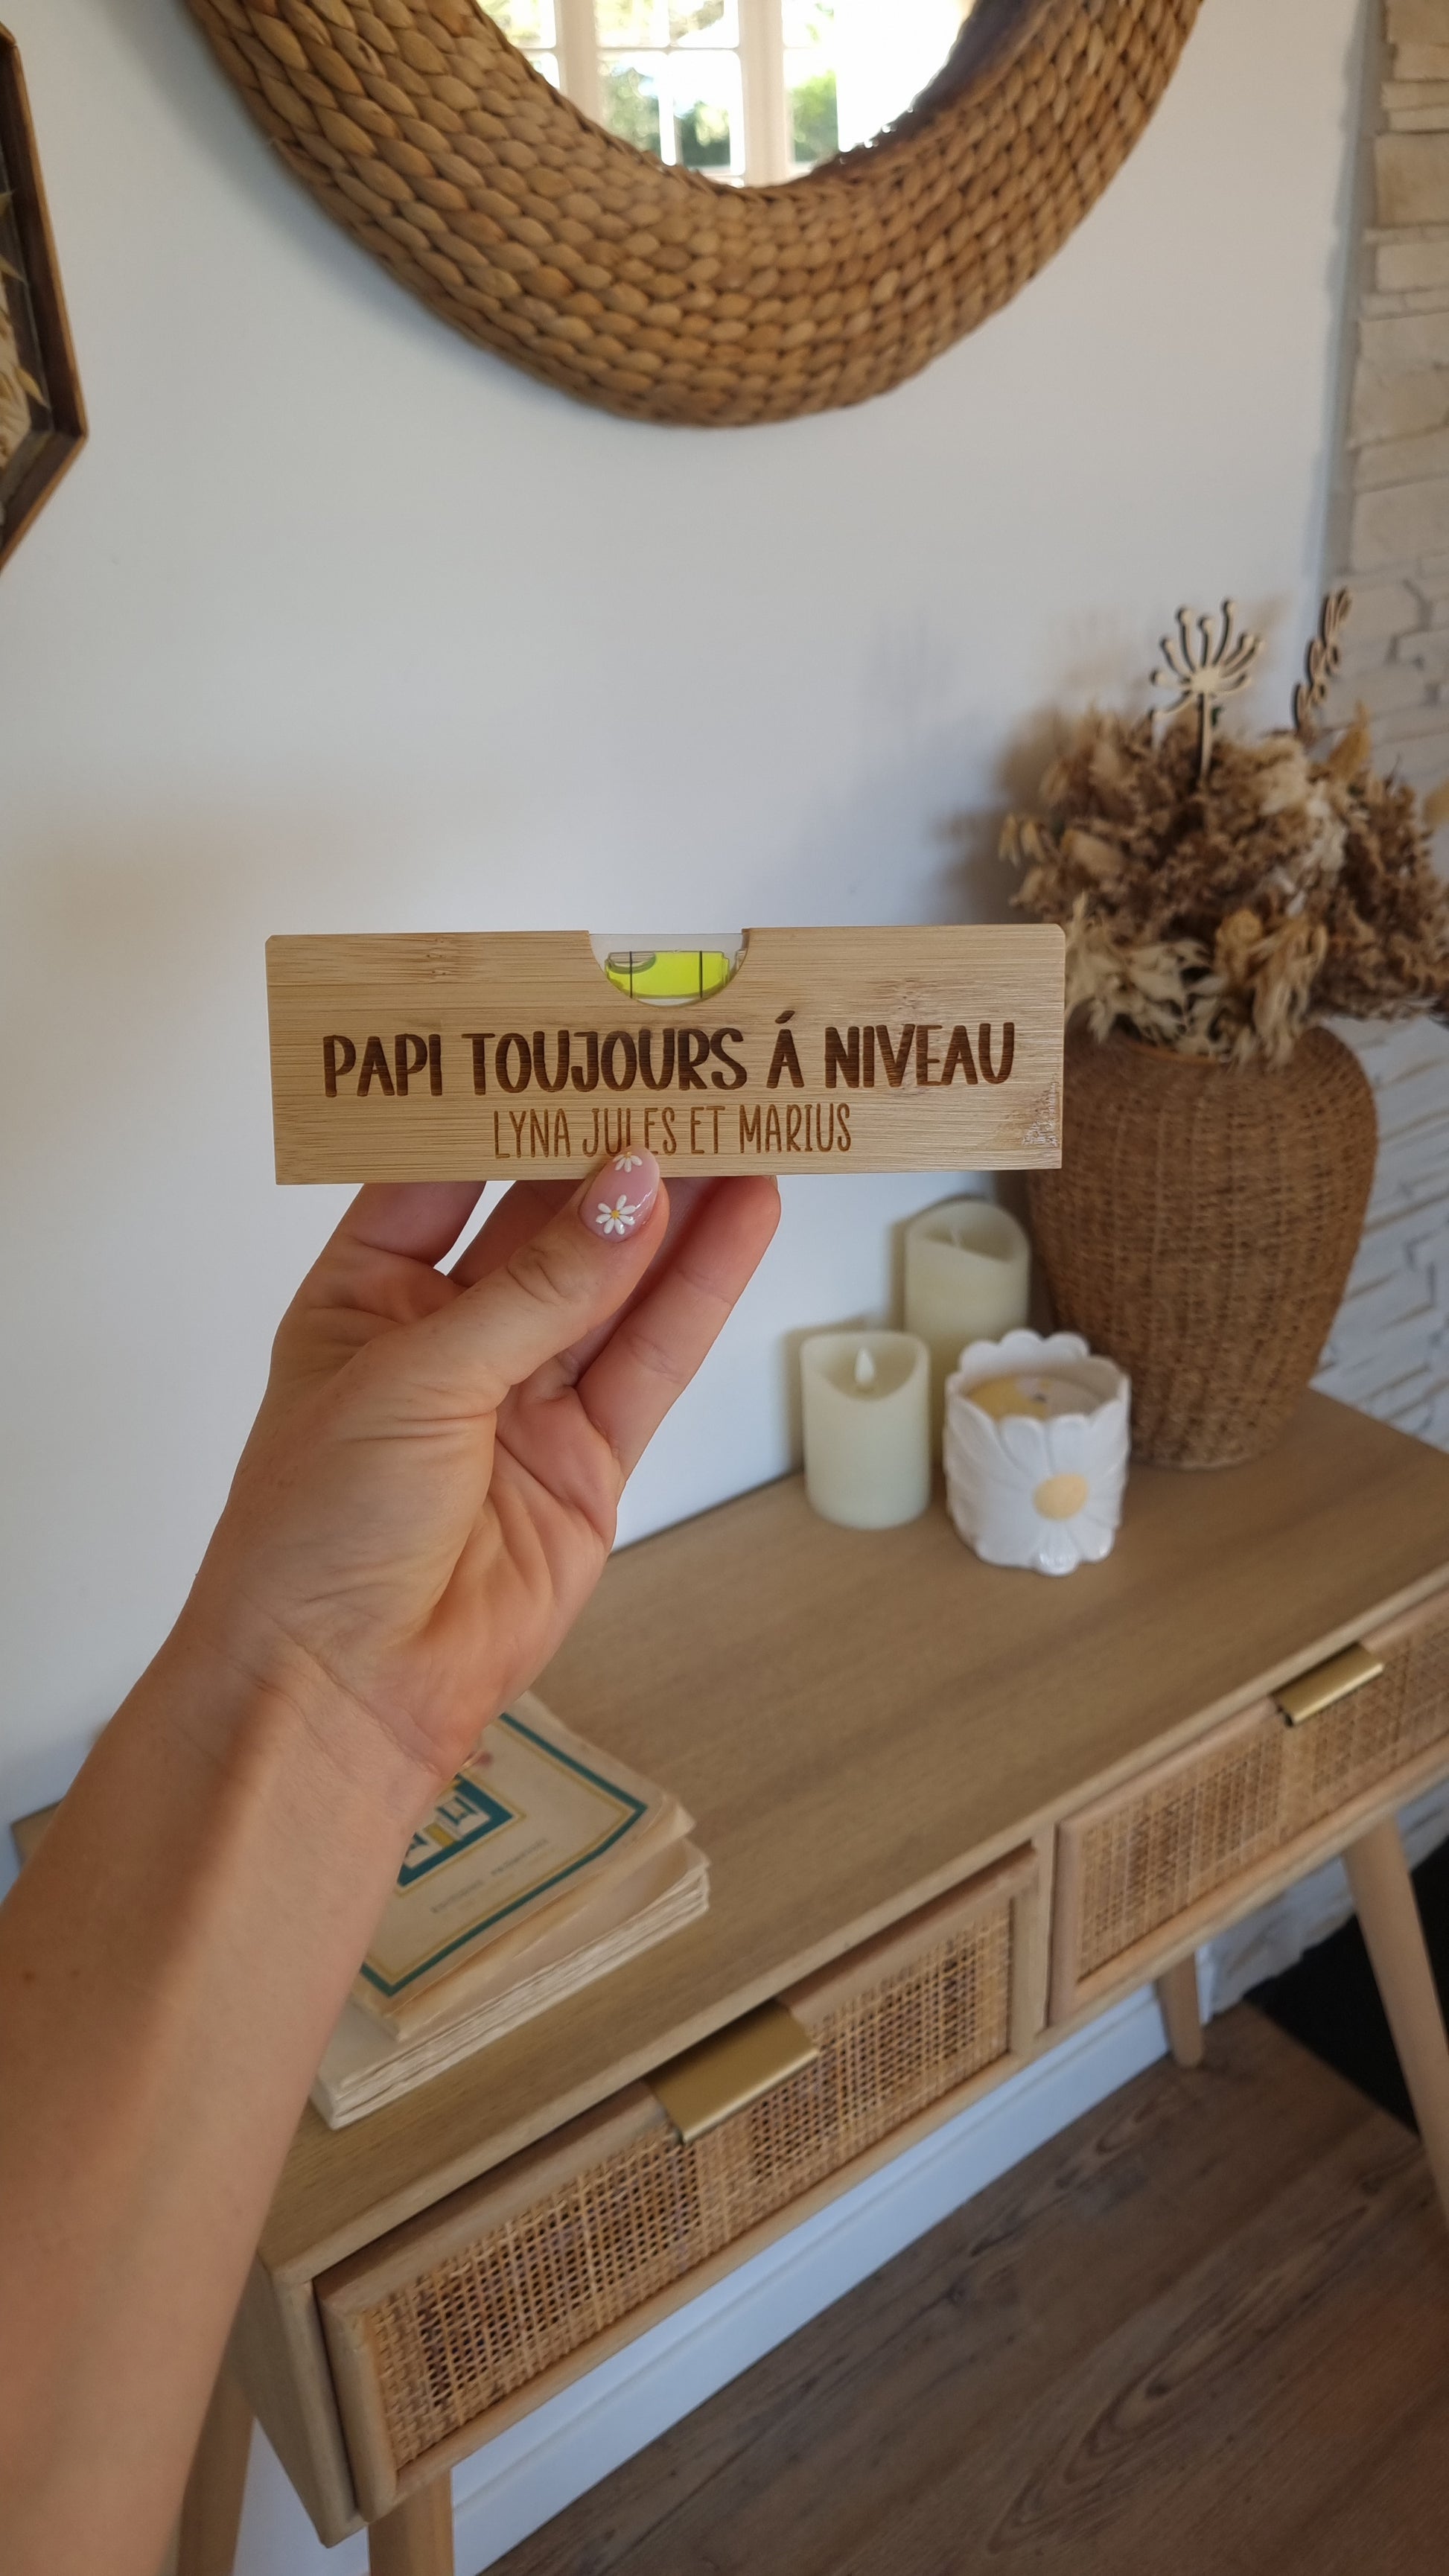 PAPI TOUJOURS Á NIVEAU
LYNA JULES ET MARIUS